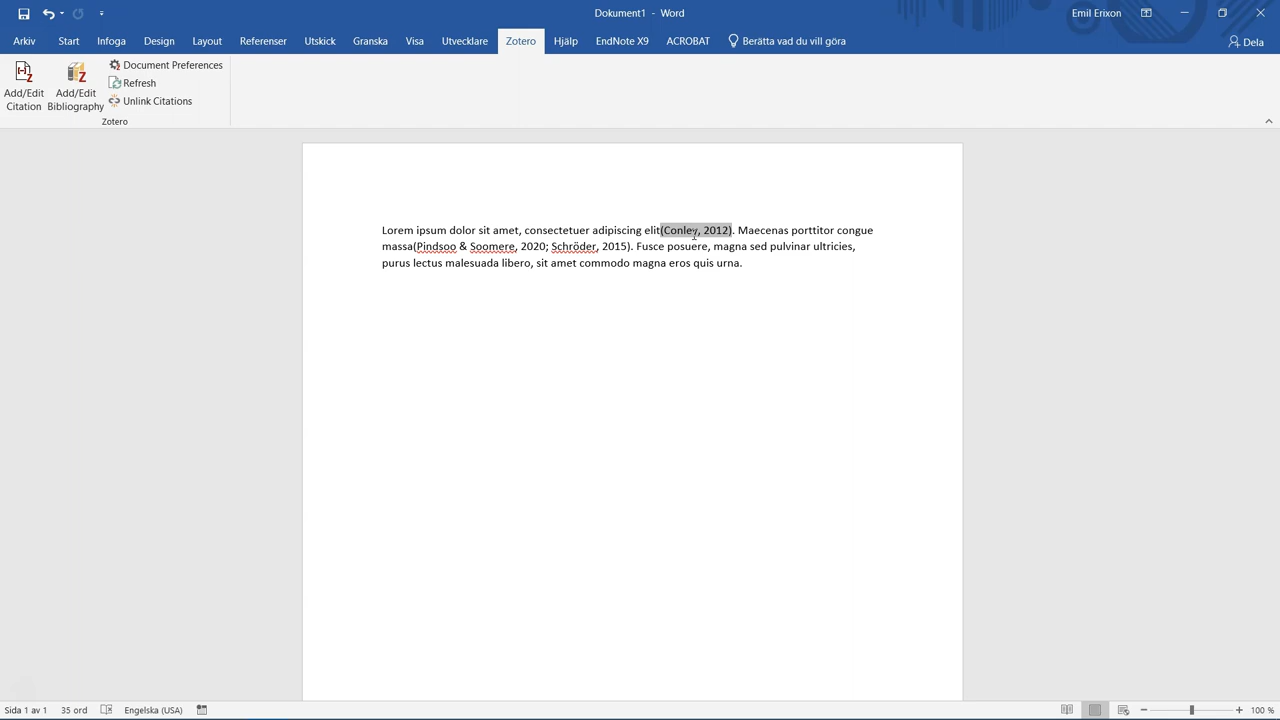 Dokument1 - Word
Emil Erixon
Arkiv Start Infoga Design Layout Referenser Utskick Granska Visa Utvecklare Zotero Hjälp EndNote X9 ACROBAT Berätta vad du vill göra Dela
Add/Edit Citation
Add/Edit Bibliography
Document Preferences
Refresh
Unlink Citations
Zotero
Lorem ipsum dolor sit amet, consectetuer adipiscing elit(Conley, 2012). Maecenas porttitor congue
massa(Pindsoo & Soomere, 2020; Schröder, 2015). Fusce posuere, magna sed pulvinar ultricies,
purus lectus malesuada libero, sit amet commodo magna eros quis urna.
Sida 1 av 1 35 ord Engelska (USA) 100 %